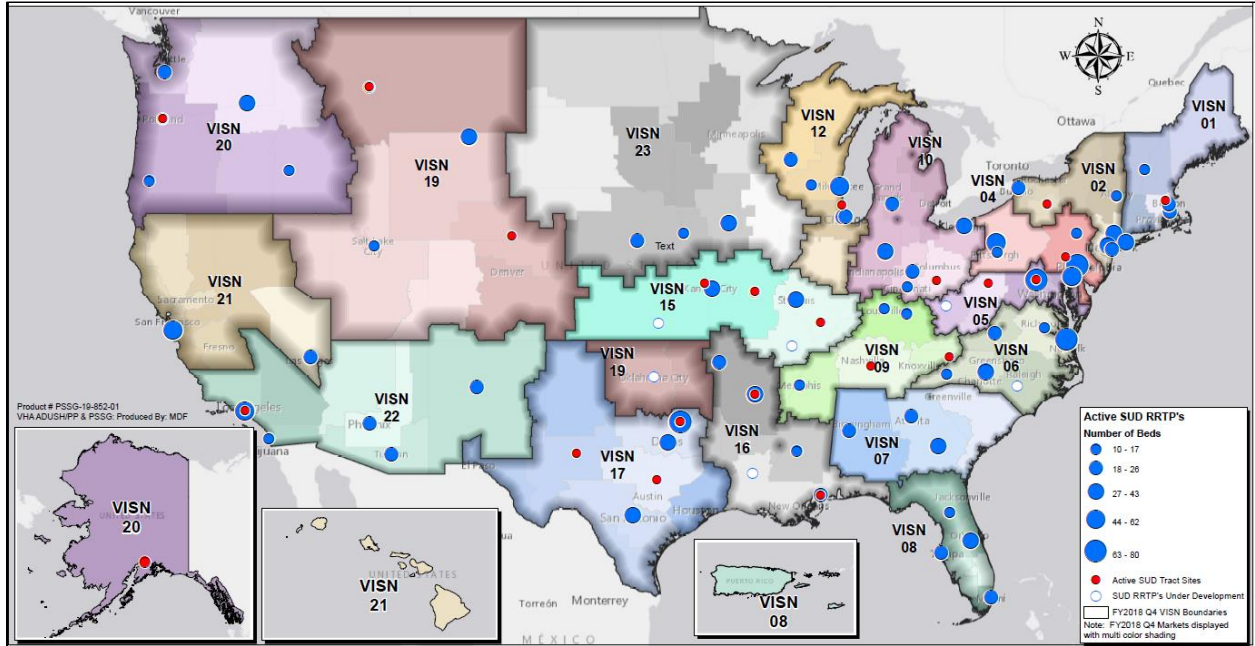 Vancouver
Quebec
N
W E
S
Ottawa
VISN
01
VISN
20
VISN
19
VISN
23
Minneapolis
VISN
12
VISN
10
Toronto
VISN
04
VISN
02
Text
Salt Lake
City
Denver
Sacramento
San Francisco
Fresno
VISN
21
VISN
15
Indianapolis
Columbus
Cincinnati
VISN
05
VISN
06
Greensboro
Charlotte
Raleigh
Nashville
Knoxville
VISN
09
Memphis
Greenville
VISN
19
Oklahoma City
VISN
22
Phoenix
Tucson
El Paso
VISN
17
Austin
San Antonio
Houston
VISN
16
New Orleans
Birmingham
Atlanta
VISN
07
Jacksonville
VISN
08
Product # PSSG-19-852-01
VHA ADUSH/PP & PSSG: Produced By: MDF
VISN
20
UNITED STATES
VISN
21
UNITED STATES
PUERTO RICO
VISN
08
Torreón
Monterrey
MÉXICO
Active SUD RRTP's
Number of Beds
10 - 17
18 - 26
27 - 43
44 - 62
63 - 80
Active SUD Tract Sites
SUD RRTP's Under Development
FY2018 Q4 VISN Boundaries
Note: FY2018 Q4 Markets displayed
with multi color shading